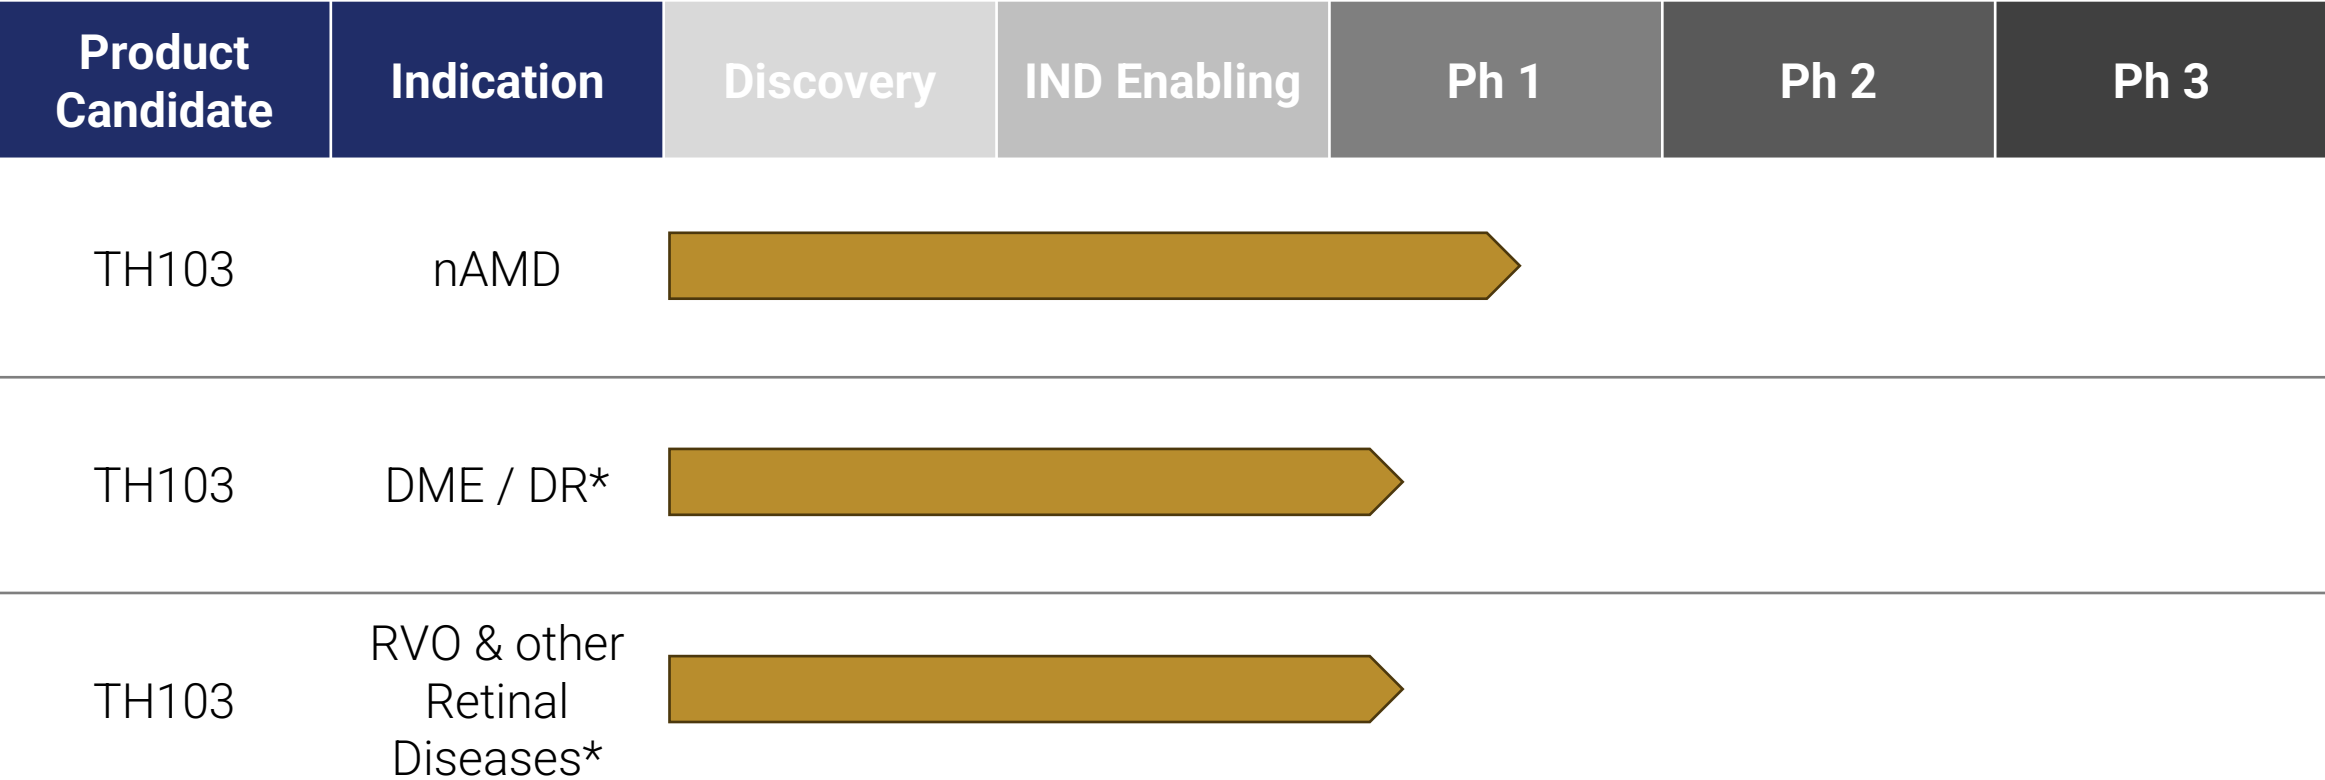 Product
Candidate
Indication
Discovery
IND Enabling
Ph 1
Ph 2
Ph 3
TH103
nAMD
TH103
DME / DR*
TH103
RVO & other
Retinal
Diseases*